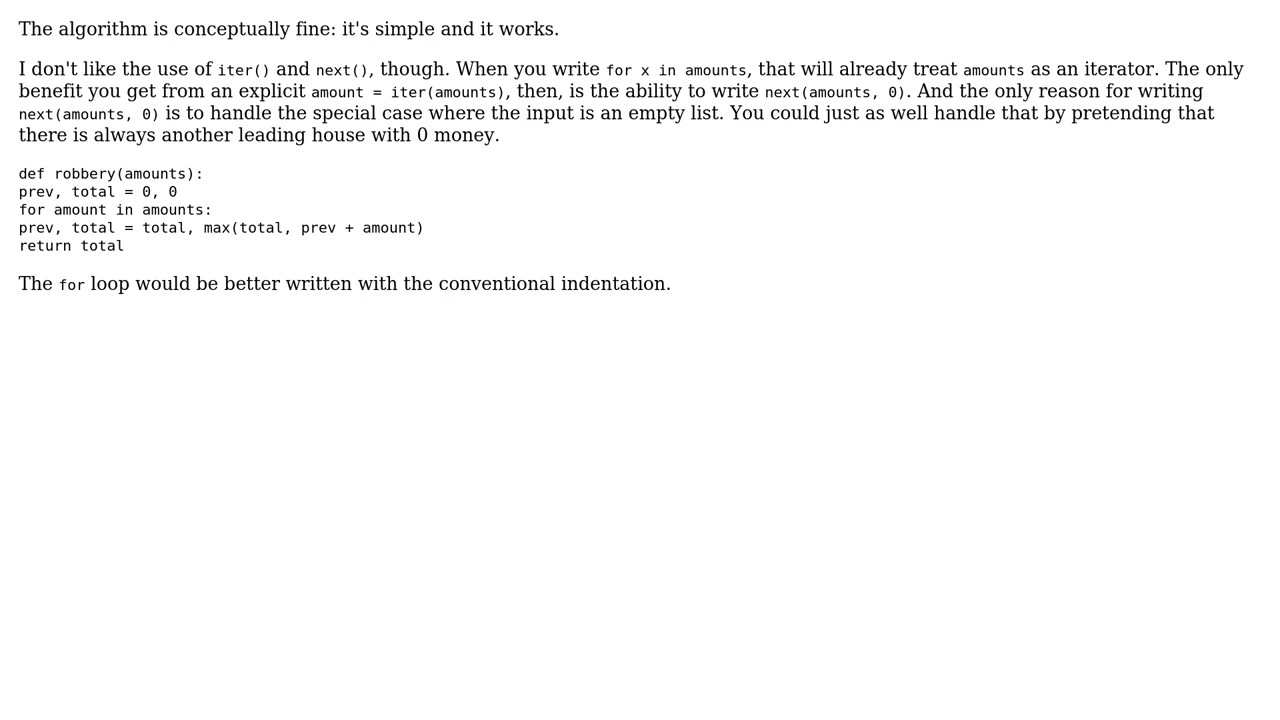 The algorithm is conceptually fine: it's simple and it works.
I don't like the use of iter() and next(), though. When you write for x in amounts, that will already treat amounts as an iterator. The only
benefit you get from an explicit amount = iter(amounts), then, is the ability to write next(amounts, 0). And the only reason for writing
next(amounts, 0) is to handle the special case where the input is an empty list. You could just as well handle that by pretending that
there is always another leading house with 0 money.
def robbery(amounts):
prev, total = 0, 0
for amount in amounts:
prev, total = total, max(total, prev + amount)
return total
The for loop would be better written with the conventional indentation.